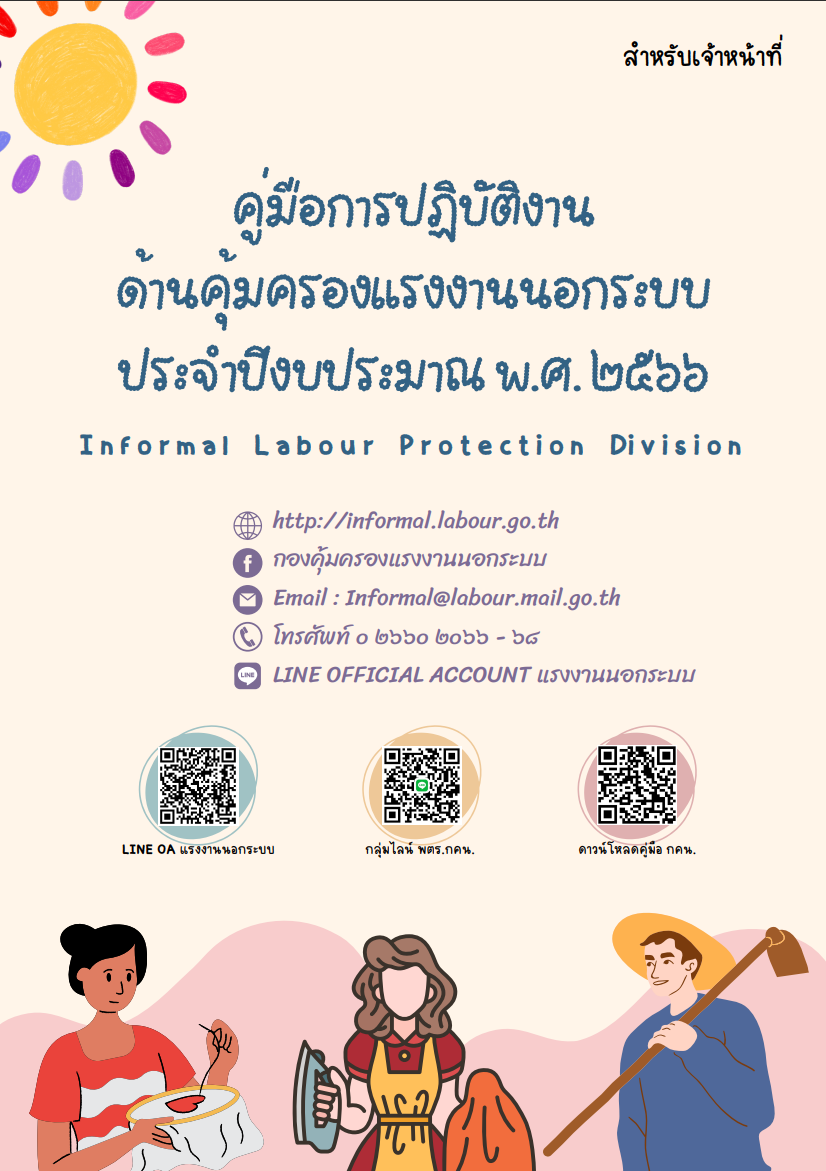 สำหรับเจ้าหน้าที่
คู่มือการปฏิบัติงาน
ด้านคุ้มครองแรงงานนอกระบบ
ประจำปีงบประมาณ พ.ศ. ๒๕๖๖
Informal Labour Protection Division
http://informal.labour.go.th
กองคุ้มครองแรงงานนอกระบบ
Email : Informal@labour.mail.go.th
โทรศัพท์ ๐ ๒๖๖๐ ๒๐๖๖ - ๖๘
LINE LINE OFFICIAL ACCOUNT แรงงานนอกระบบ
LINE OA แรงงานนอกระบบ
กลุ่มไลน์ พตร.กคน.
ดาวน์โหลดคู่มือ กคน.